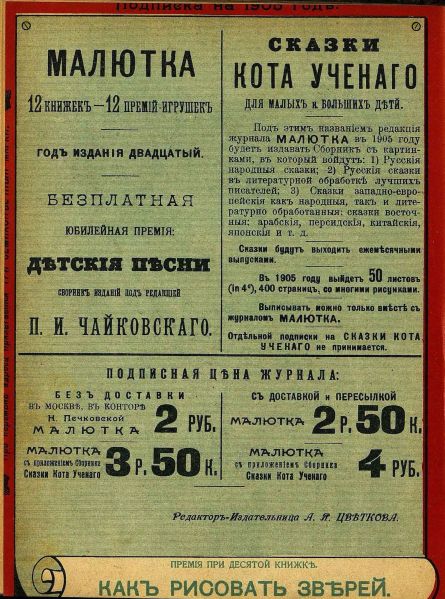 Подписка на 1905 годъ.
МАЛЮТКА
12 КНИЖЕКЪ—12 ПРЕМІЙ-ИГРУШЕКЪ
ГОДЪ ИЗДАНІЯ ДВАДЦАТЫЙ.
БЕЗПЛАТНАЯ
ЮБИЛЕЙНАЯ ПРЕМІЯ:
ДѢТСКІЯ ПѢСНИ
СБОРНИКЪ ИЗДАНІЙ ПОДЪ РЕДАКЦІЕЙ
П. И. ЧАЙКОВСКАГО.
СКАЗКИ
КОТА УЧЕНАГО
ДЛЯ МАЛЫХЪ и БОЛЬШИХЪ ДѢТЕЙ.
Подъ этимъ названіемъ редакція
журнала МАЛЮТКА въ 1905 году
будетъ издавать Сборникъ съ картин-
ками, въ который войдутъ: 1) Русскія
народныя сказки; 2) Русскія сказки
въ литературной обработкѣ лучшихъ
писателей; 3) Сказки западно-евро-
пейскія какъ народныя, такъ и ли-
тературно обработанныя; сказки восточ-
ныя: арабскія, персидскія, китайскія,
японскія и т. д.
Сказки будутъ выходить ежемѣсячными
выпусками.
Въ 1905 году выйдетъ 50 листовъ
(in 4º), 400 страницъ, со многими рисунками.
Выписывать можно только вмѣстѣ съ
журналомъ МАЛЮТКА.
Отдѣльной подписки на СКАЗКИ КОТА
УЧЕНАГО не принимается.
ПОДПИСНАЯ ЦѢНА ЖУРНАЛА:
БЕЗЪ ДОСТАВКИ
ВЪ МОСКВѢ, ВЪ КОНТОРѢ
Н. Печковской
МАЛЮТКА 2 РУБ.
МАЛЮТКА
съ приложеніемъ Сборника
Сказки Кота Ученаго 3 Р. 50 К.
СЪ ДОСТАВКОЙ и ПЕРЕСЫЛКОЙ
МАЛЮТКА 2 Р. 50 К.
МАЛЮТКА
съ приложеніемъ Сборника
Сказки Кота Ученаго 4 РУБ.
Редакторъ-Издательница А. Я. ЦВѢТКОВА.
ПРЕМІЯ ПРИ ДЕСЯТОЙ КНИЖКѢ.
КАКЪ РИСОВАТЬ ЗВѢРЕЙ.